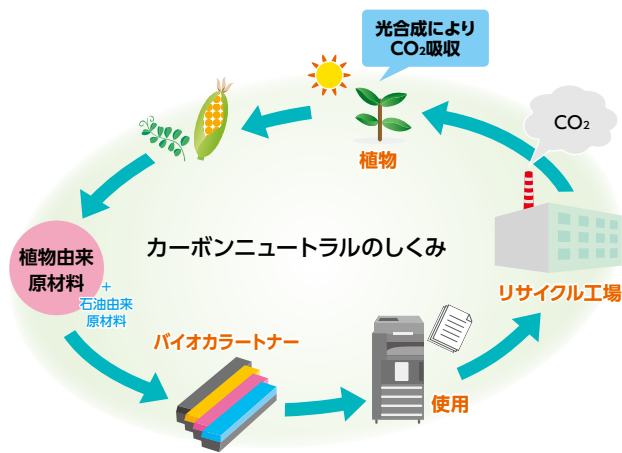 光合成により
CO₂吸収
CO₂
植物
カーボンニュートラルのしくみ
植物由来
原材料
+
石油由来
原材料
リサイクル工場
バイオカラートナー
使用